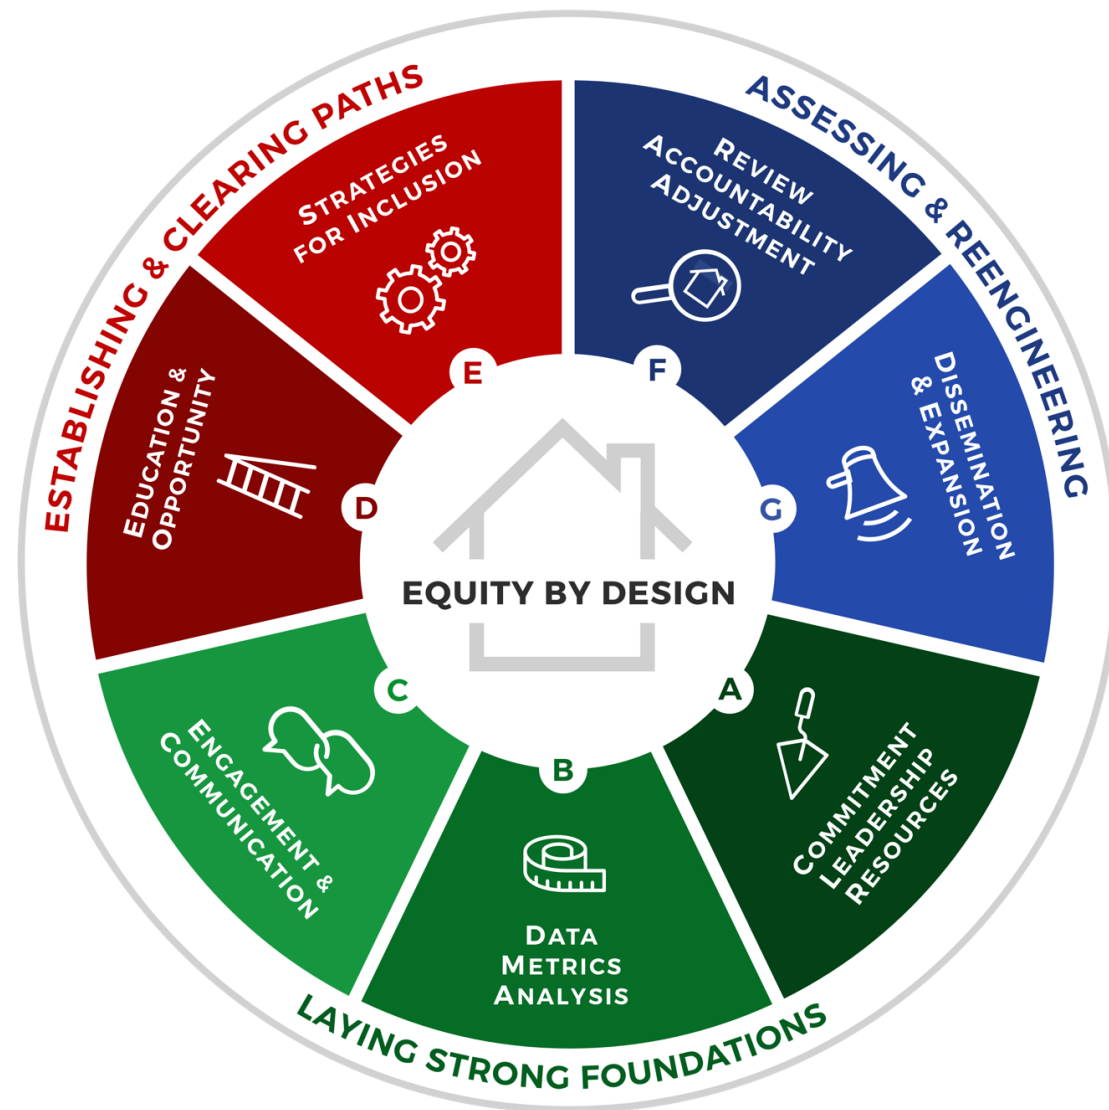 ESTABLISHING & CLEARING PATHS
ASSESSING & REENGINEERING
LAYING STRONG FOUNDATIONS
EQUITY BY DESIGN
A
COMMITMENT
LEADERSHIP
RESOURCES
B
DATA
METRICS
ANALYSIS
C
ENGAGEMENT &
COMMUNICATION
D
EDUCATION &
OPPORTUNITY
E
STRATEGIES
FOR INCLUSION
F
REVIEW
ACCOUNTABILITY
ADJUSTMENT
G
DISSEMINATION
& EXPANSION